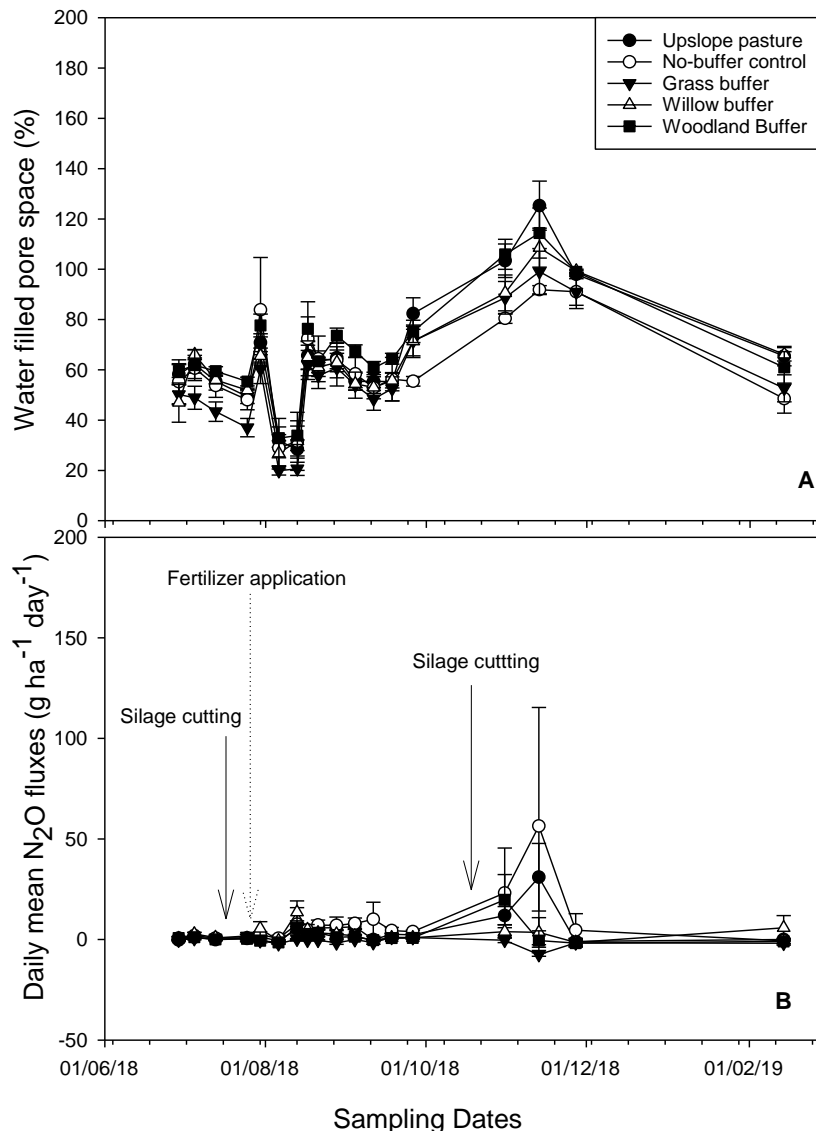 200
180
160
140
120
100
80
60
40
20
0
Water filled pore space (%)
Upslope pasture
No-buffer control
Grass buffer
Willow buffer
Woodland Buffer
A
200
150
100
50
0
-50
Daily mean N₂O fluxes (g ha⁻¹ day⁻¹)
Fertilizer application
Silage cuttting
Silage cutting
B
01/06/18 01/08/18 01/10/18 01/12/18 01/02/19
Sampling Dates